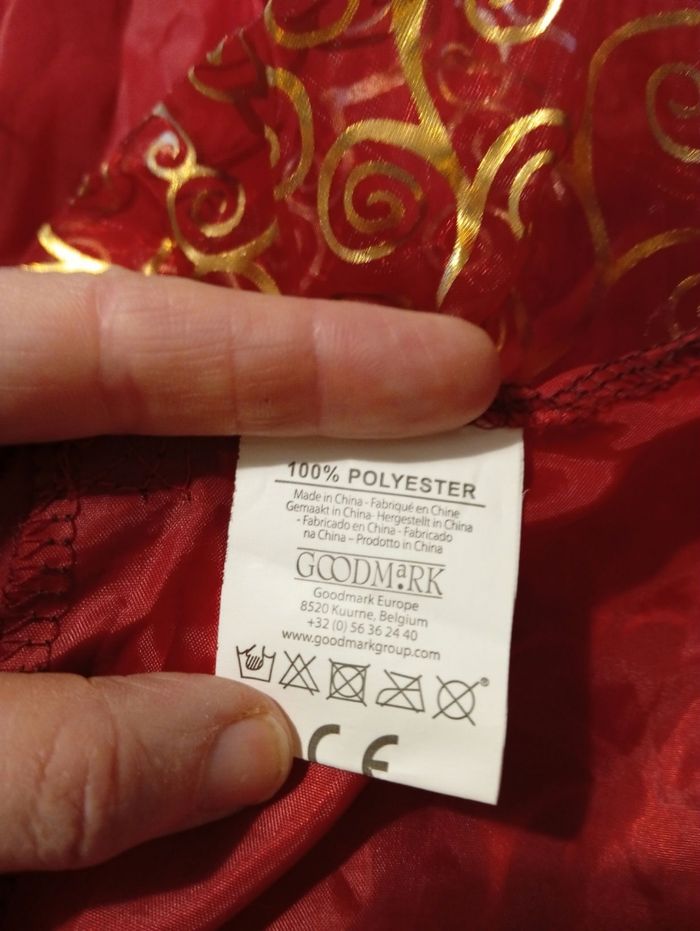 100% POLYESTER
Made in China - Fabriqué en Chine
Gemaakt in China- Hergestellt in China
- Fabricado en China - Fabricado
na China – Prodotto in China
GOODMaRK
Goodmark Europe
8520 Kuurne, Belgium
+32 (0) 56 36 24 40
www.goodmarkgroup.com
CE